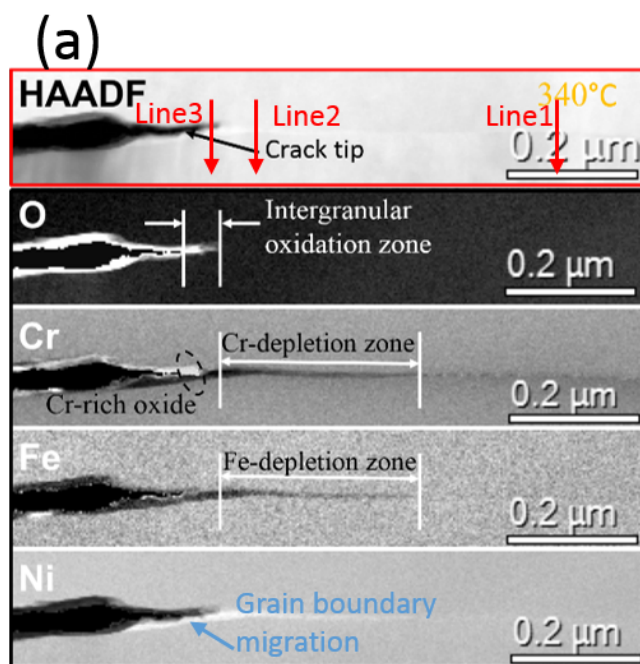 (a)
HAADF
340°C
Line3
Line2
Line1
Crack tip
0.2 μm
O
Intergranular
oxidation zone
0.2 μm
Cr
Cr-depletion zone
Cr-rich oxide
0.2 μm
Fe
Fe-depletion zone
0.2 μm
Ni
Grain boundary
migration
0.2 μm